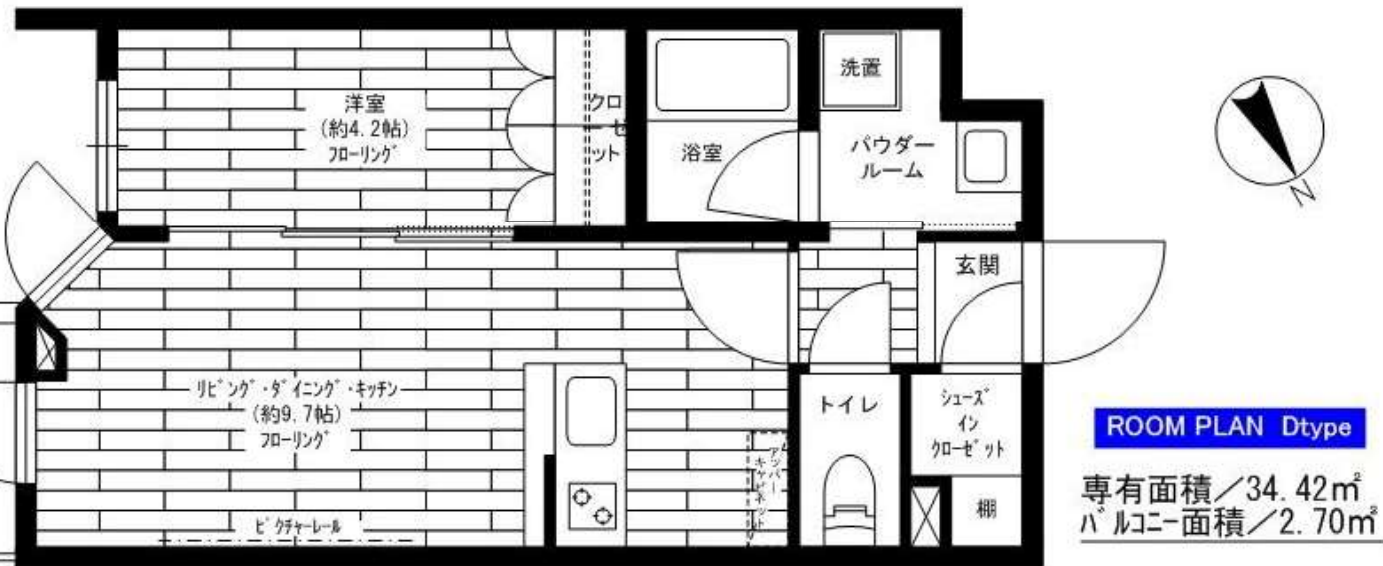 洋室
(約4.2帖)
フローリング
クロ
ーゼ
ット
浴室
洗置
パウダー
ルーム
玄関
N
リビング・ダイニング・キッチン
(約9.7帖)
フローリング
ピクチャーレール
アッパー
キャビネット
トイレ
シューズ
イン
クローゼット
棚
ROOM PLAN Dtype
専有面積/34.42㎡
バルコニー面積/2.70㎡